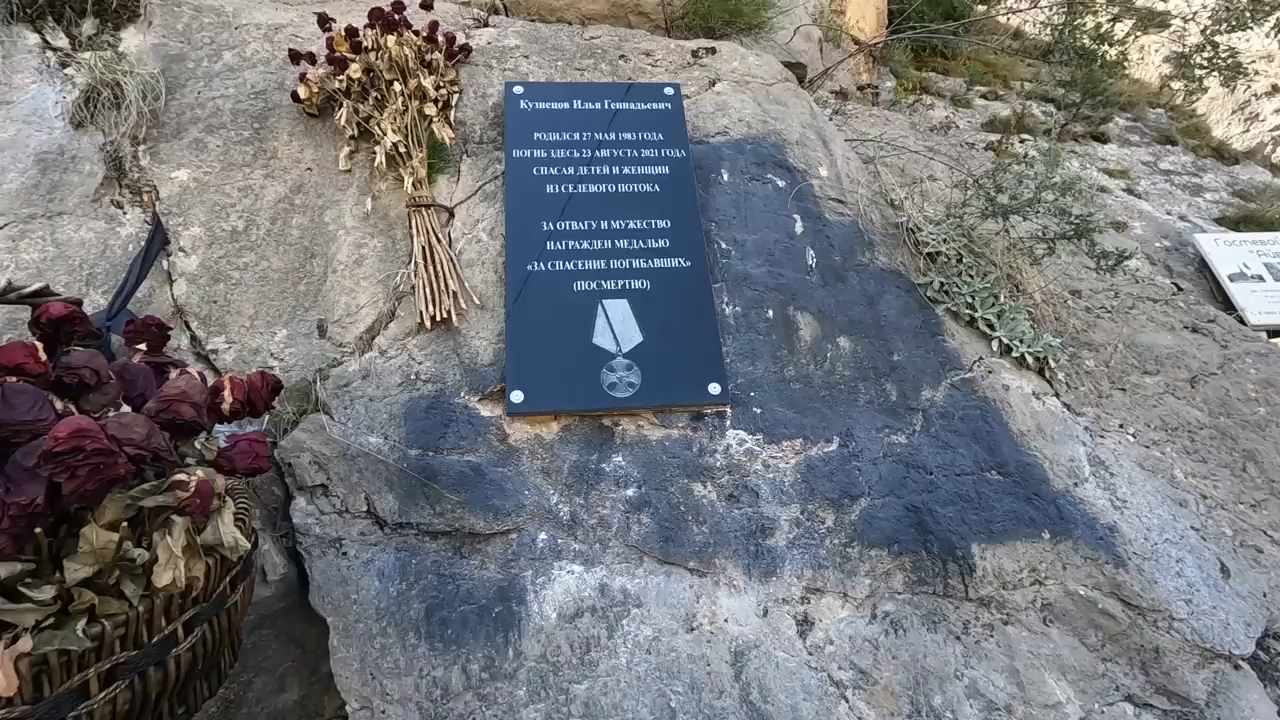 Кузнецов Илья Геннадьевич
РОДИЛСЯ 27 МАЯ 1983 ГОДА
ПОГИБ ЗДЕСЬ 23 АВГУСТА 2021 ГОДА
СПАСАЯ ДЕТЕЙ И ЖЕНЩИН
ИЗ СЕЛЕВОГО ПОТОКА
ЗА ОТВАГУ И МУЖЕСТВО
НАГРАЖДЕН МЕДАЛЬЮ
«ЗА СПАСЕНИЕ ПОГИБАВШИХ»
(ПОСМЕРТНО)
Гостевой